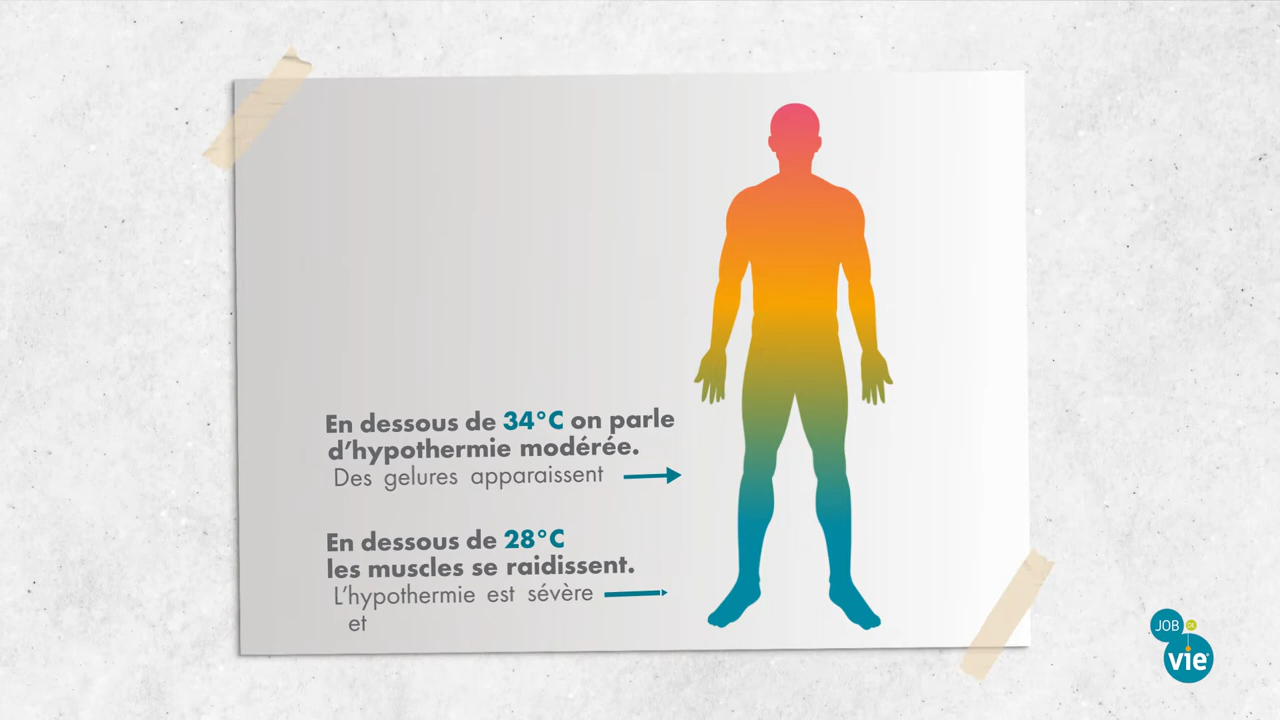 En dessous de 34°C on parle
d'hypothermie modérée.
Des gelures apparaissent
En dessous de 28°C
les muscles se raidissent.
L'hypothermie est sévère
et
JOB
DE
vie